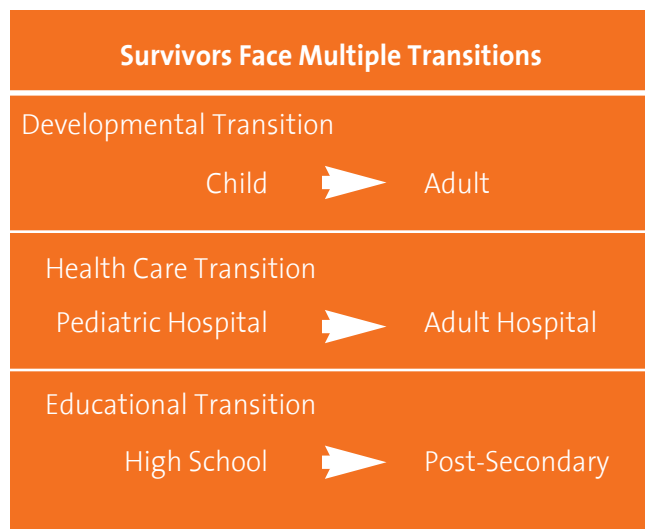 Survivors Face Multiple Transitions
Developmental Transition
Child Adult
Health Care Transition
Pediatric Hospital Adult Hospital
Educational Transition
High School Post-Secondary